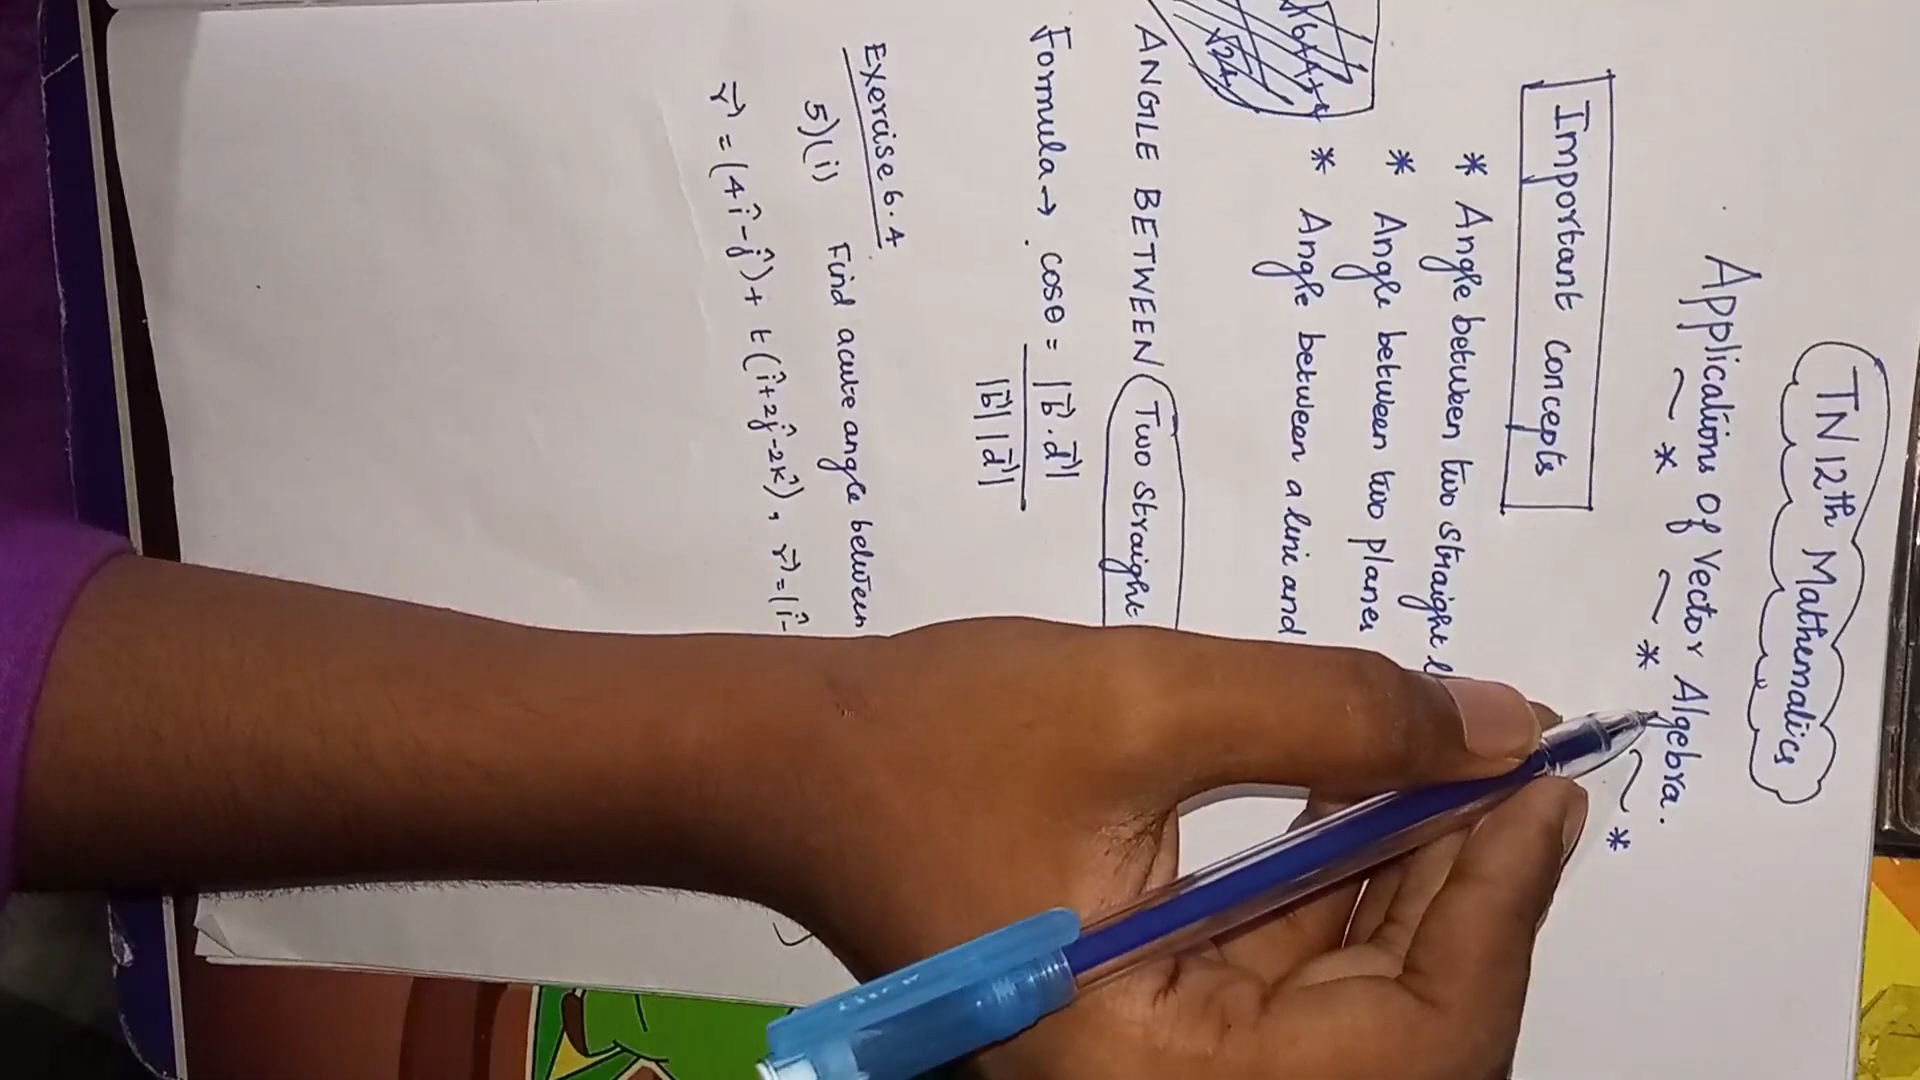 TN 12th Mathematics
Applications Of Vector Algebra.
Important concepts
* Angle between two straight
* Angle between two planes
* Angle between a line and
ANGLE BETWEEN Two Straight
Formula → cosθ = |b⃗.d⃗| / |b⃗| |d⃗|
Exercise 6.4
5)(i) Find acute angle between
r⃗ = (4î-ĵ) + t(î+2ĵ-2k̂), r⃗=(î-